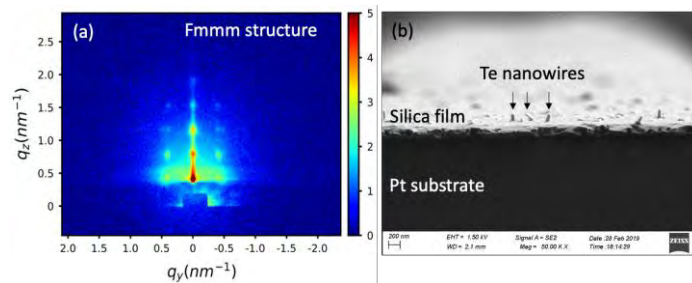 (a)
Fmmm structure
5
4
3
2
1
0
2.5
2.0
1.5
1.0
0.5
0
q_z(nm⁻¹)
2.0 1.5 1 0.5 0 -0.5 -1 -1.5 -2.0
q_y(nm⁻¹)
(b)
Te nanowires
Silica film
Pt substrate
200 nm
EHT = 1.50 kV
WD = 2.1 mm
Signal A = SE2
Mag = 50.00 K X
Date :28 Feb 2019
Time :18:14:29
ZEISS